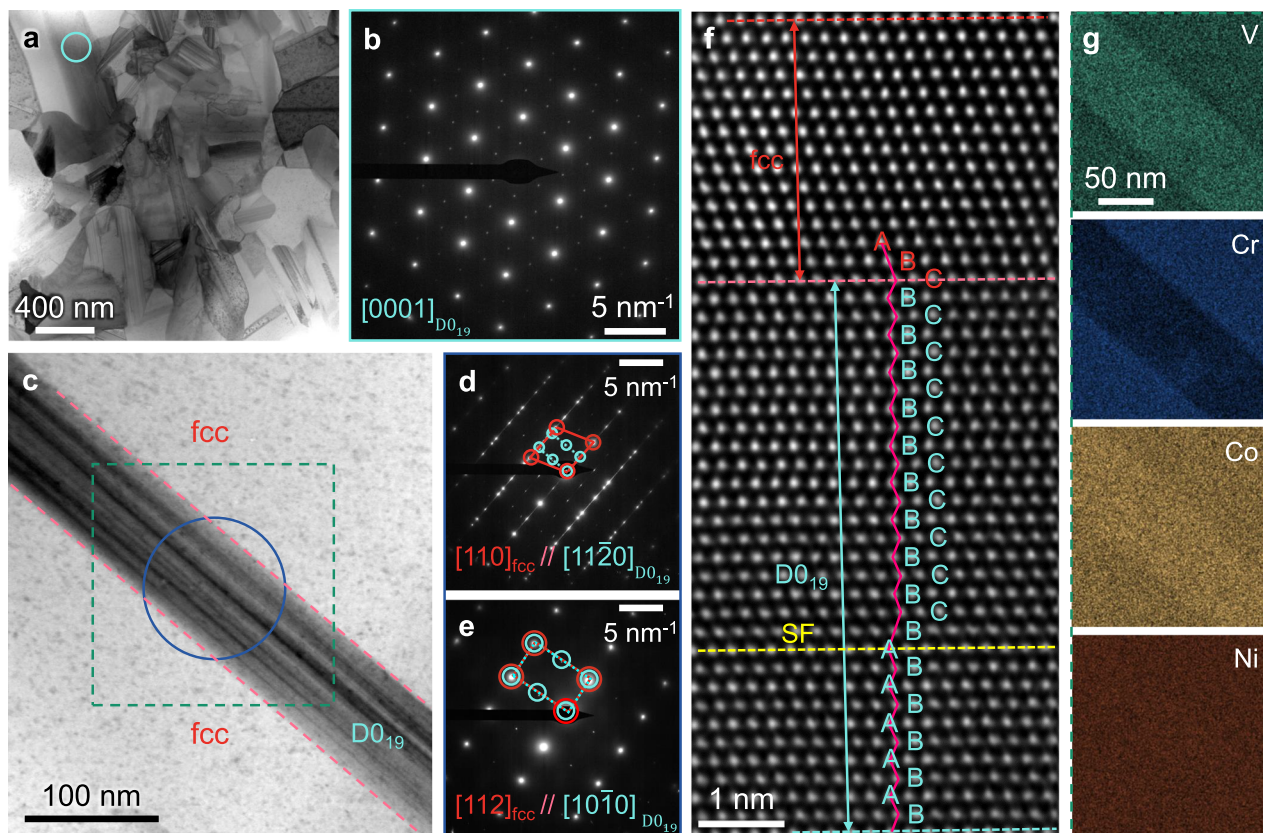 a
400 nm
b
[0001]D0₁₉
5 nm⁻¹
c
fcc
fcc
D0₁₉
100 nm
d
5 nm⁻¹
[110]fcc // [112̄0]D0₁₉
e
5 nm⁻¹
[112]fcc // [101̄0]D0₁₉
f
fcc
A
B
C
B
C
B
C
B
C
B
C
B
C
B
C
B
C
B
C
B
C
D0₁₉
SF
B
A
B
A
B
A
B
A
B
A
B
1 nm
g
V
50 nm
Cr
Co
Ni